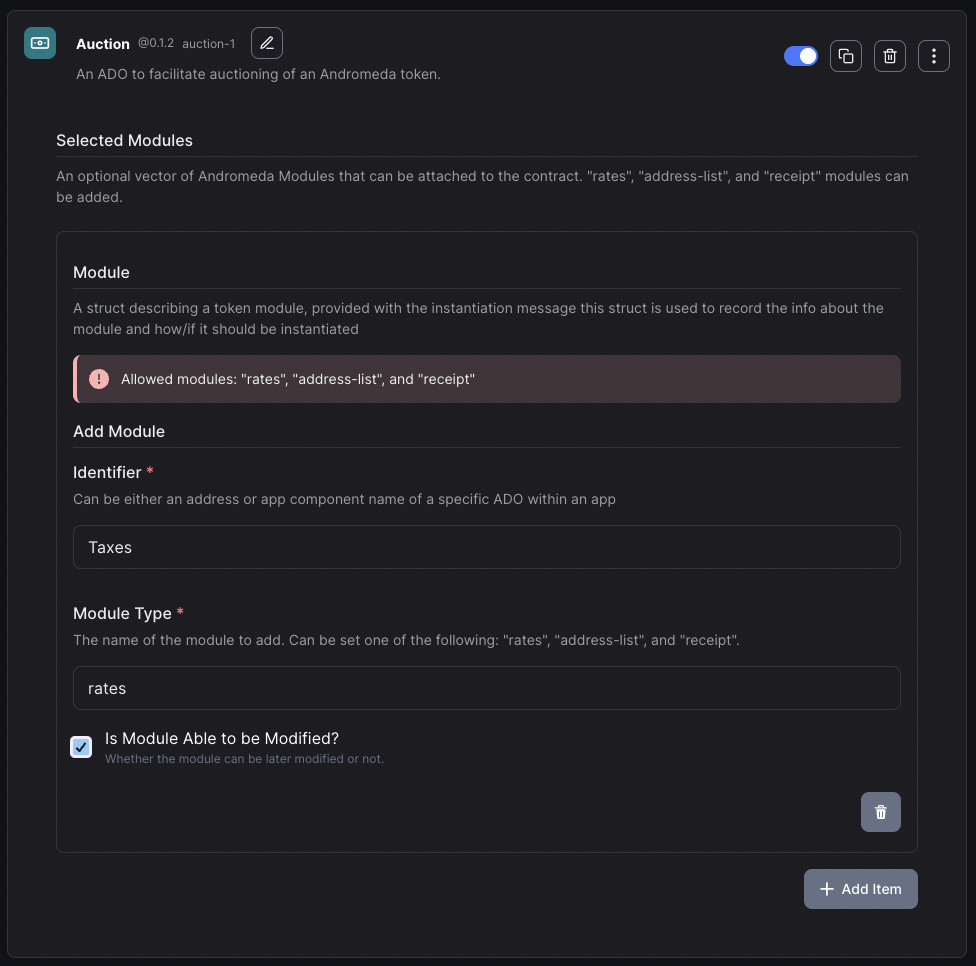 Auction @0.1.2 auction-1
An ADO to facilitate auctioning of an Andromeda token.
Selected Modules
An optional vector of Andromeda Modules that can be attached to the contract. "rates", "address-list", and "receipt" modules can
be added.
Module
A struct describing a token module, provided with the instantiation message this struct is used to record the info about the
module and how/if it should be instantiated
Allowed modules: "rates", "address-list", and "receipt"
Add Module
Identifier *
Can be either an address or app component name of a specific ADO within an app
Taxes
Module Type *
The name of the module to add. Can be set one of the following: "rates", "address-list", and "receipt".
rates
Is Module Able to be Modified?
Whether the module can be later modified or not.
Add Item